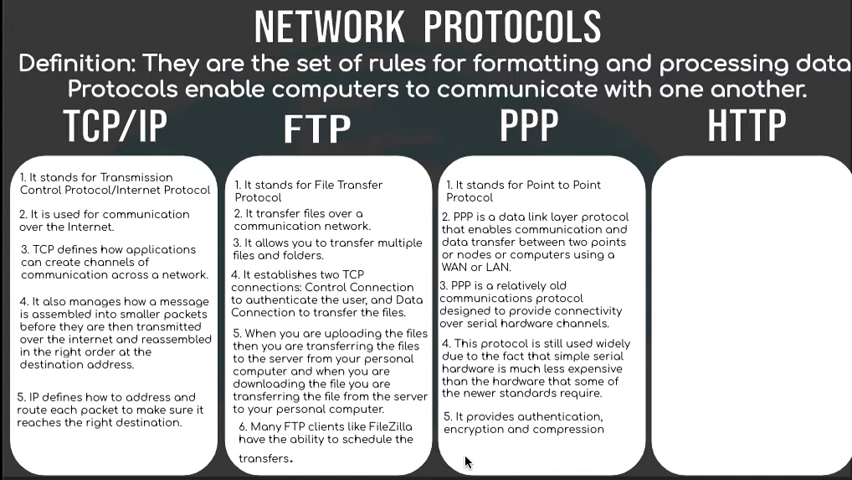 NETWORK PROTOCOLS
Definition: They are the set of rules for formatting and processing data
Protocols enable computers to communicate with one another.
TCP/IP
1. It stands for Transmission
Control Protocol/Internet Protocol
2. It is used for communication
over the Internet.
3. TCP defines how applications
can create channels of
communication across a network.
4. It also manages how a message
is assembled into smaller packets
before they are then transmitted
over the internet and reassembled
in the right order at the
destination address.
5. IP defines how to address and
route each packet to make sure it
reaches the right destination.
FTP
1. It stands for File Transfer
Protocol
2. It transfer files over a
communication network.
3. It allows you to transfer multiple
files and folders.
4. It establishes two TCP
connections: Control Connection
to authenticate the user, and Data
Connection to transfer the files.
5. When you are uploading the files
then you are transferring the files
to the server from your personal
computer and when you are
downloading the file you are
transferring the file from the server
to your personal computer.
6. Many FTP clients like FileZilla
have the ability to schedule the
transfers.
PPP
1. It stands for Point to Point
Protocol
2. PPP is a data link layer protocol
that enables communication and
data transfer between two points
or nodes or computers using a
WAN or LAN.
3. PPP is a relatively old
communications protocol
designed to provide connectivity
over serial hardware channels.
4. This protocol is still used widely
due to the fact that simple serial
hardware is much less expensive
than the hardware that some of
the newer standards require.
5. It provides authentication,
encryption and compression
HTTP